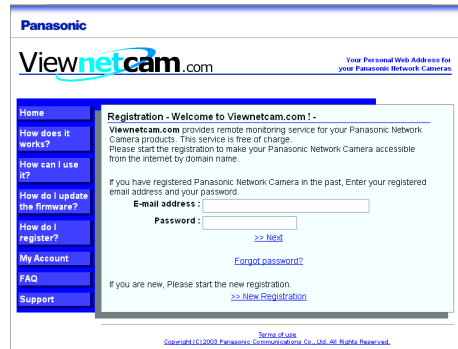 Panasonic
Viewnetcam.com
Your Personal Web Address for
your Panasonic Network Cameras
Home
How does it
works?
How can I use
it?
How do I update
the firmware?
How do I
register?
My Account
FAQ
Support
Registration - Welcome to Viewnetcam.com ! -
Viewnetcam.com provides remote monitoring service for your Panasonic Network
Camera products. This service is free of charge.
Please start the registration to make your Panasonic Network Camera accessible
from the internet by domain name.
If you have registered Panasonic Network Camera in the past, Enter your registered
email address and your password.
E-mail address :
Password :
>> Next
Forgot password?
If you are new, Please start the new registration.
>> New Registration
Terms of use
Copyright (C)2003 Panasonic Communications Co., Ltd. All Rights Reserved.